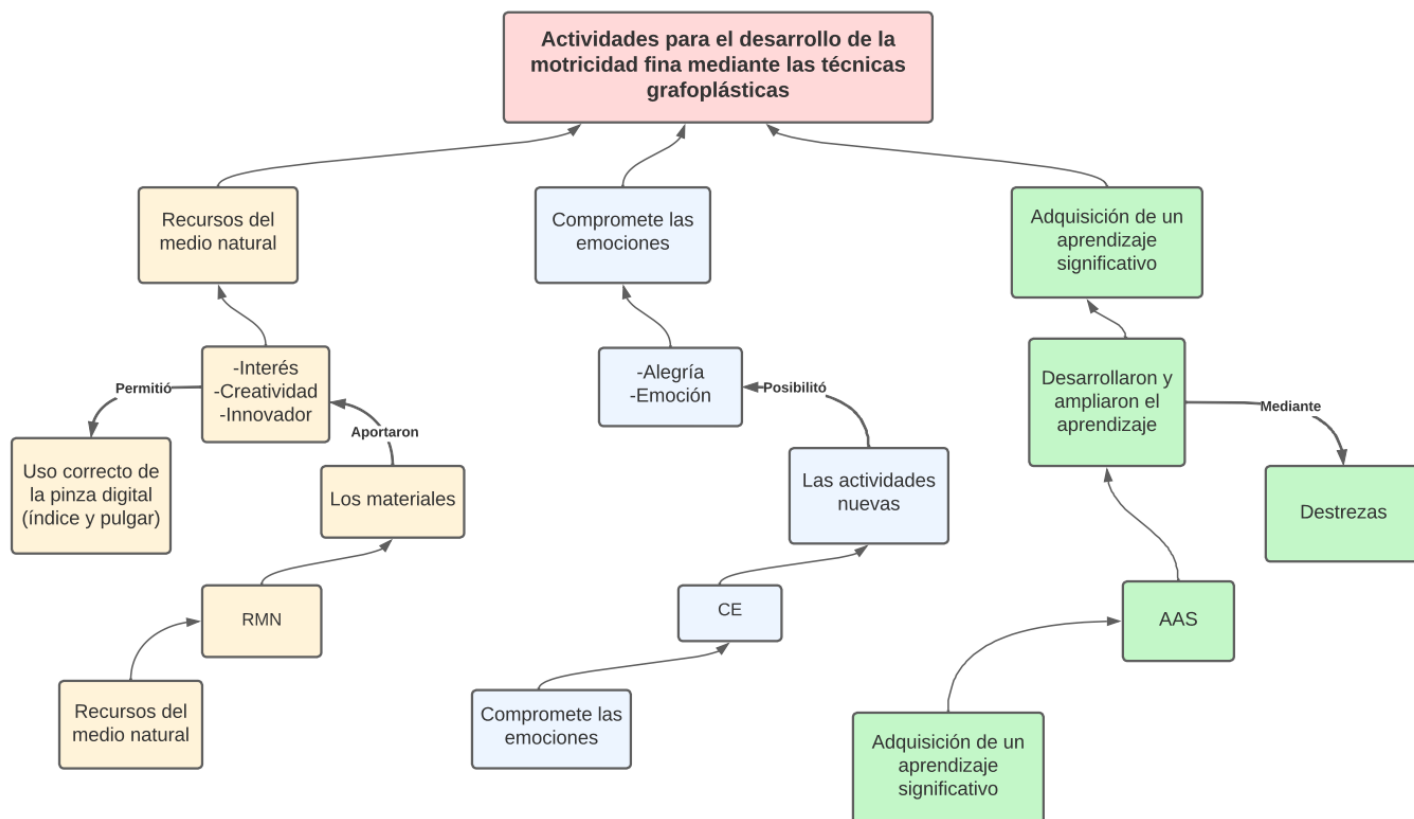 Actividades para el desarrollo de la
motricidad fina mediante las técnicas
grafoplásticas
Recursos del
medio natural
Compromete las
emociones
Adquisición de un
aprendizaje
significativo
-Interés
-Creatividad
-Innovador
Permitió
Aportaron
Uso correcto de
la pinza digital
(índice y pulgar)
Los materiales
RMN
Recursos del
medio natural
-Alegría
-Emoción
Posibilitó
Las actividades
nuevas
CE
Compromete las
emociones
Desarrollaron y
ampliaron el
aprendizaje
Mediante
Destrezas
AAS
Adquisición de un
aprendizaje
significativo